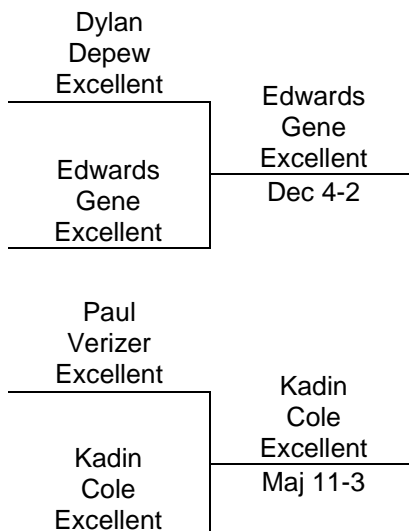 Dylan
Depew
Excellent
Edwards
Gene
Excellent
Edwards
Gene
Excellent
Dec 4-2
Paul
Verizer
Excellent
Kadin
Cole
Excellent
Kadin
Cole
Excellent
Maj 11-3